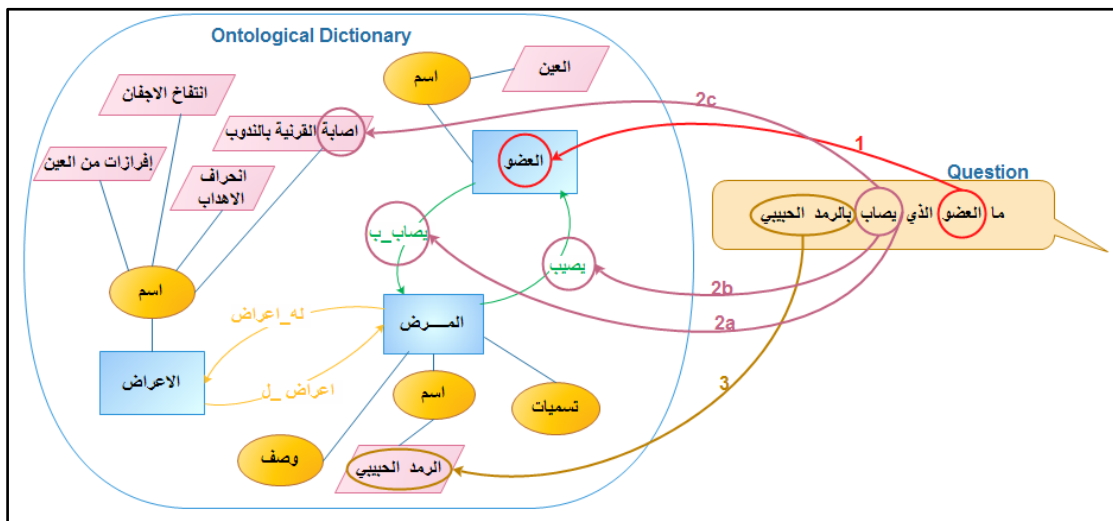 Ontological Dictionary
العين
اسم
انتفاخ الاجفان
2c
اصابة القرنية بالندوب
العضو
1
إفرازات من العين
انحراف
الاهداب
Question
ما العضو الذي يصاب بالرمد الحبيبي
يصاب_ب
يصيب
2b
اسم
2a
له_اعراض
المـــرض
الاعراض
اعراض_ل
اسم
تسميات
3
وصف
الرمد الحبيبي